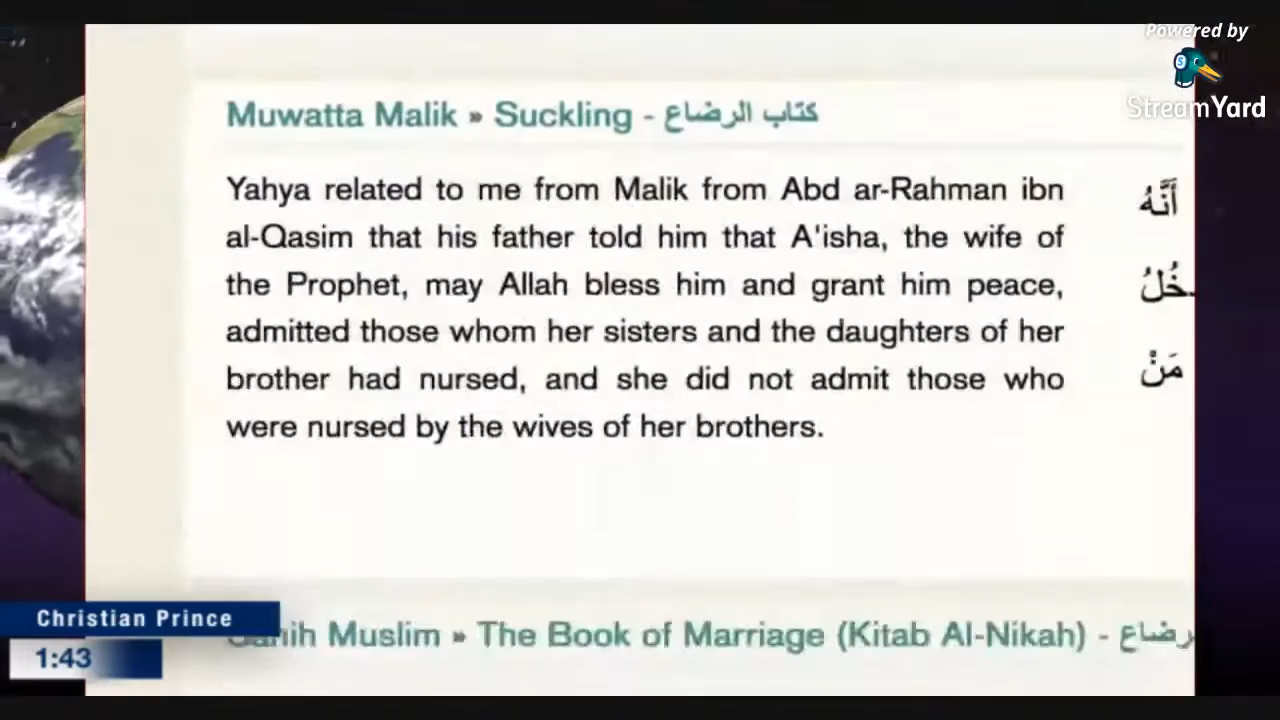 Powered by
StreamYard
Muwatta Malik » Suckling - كتاب الرضاع
Yahya related to me from Malik from Abd ar-Rahman ibn
al-Qasim that his father told him that A'isha, the wife of
the Prophet, may Allah bless him and grant him peace,
admitted those whom her sisters and the daughters of her
brother had nursed, and she did not admit those who
were nursed by the wives of her brothers.
أَنَّهُ
خُلُ
مَنْ
Christian Prince
1:43
Sahih Muslim » The Book of Marriage (Kitab Al-Nikah) - رضاع